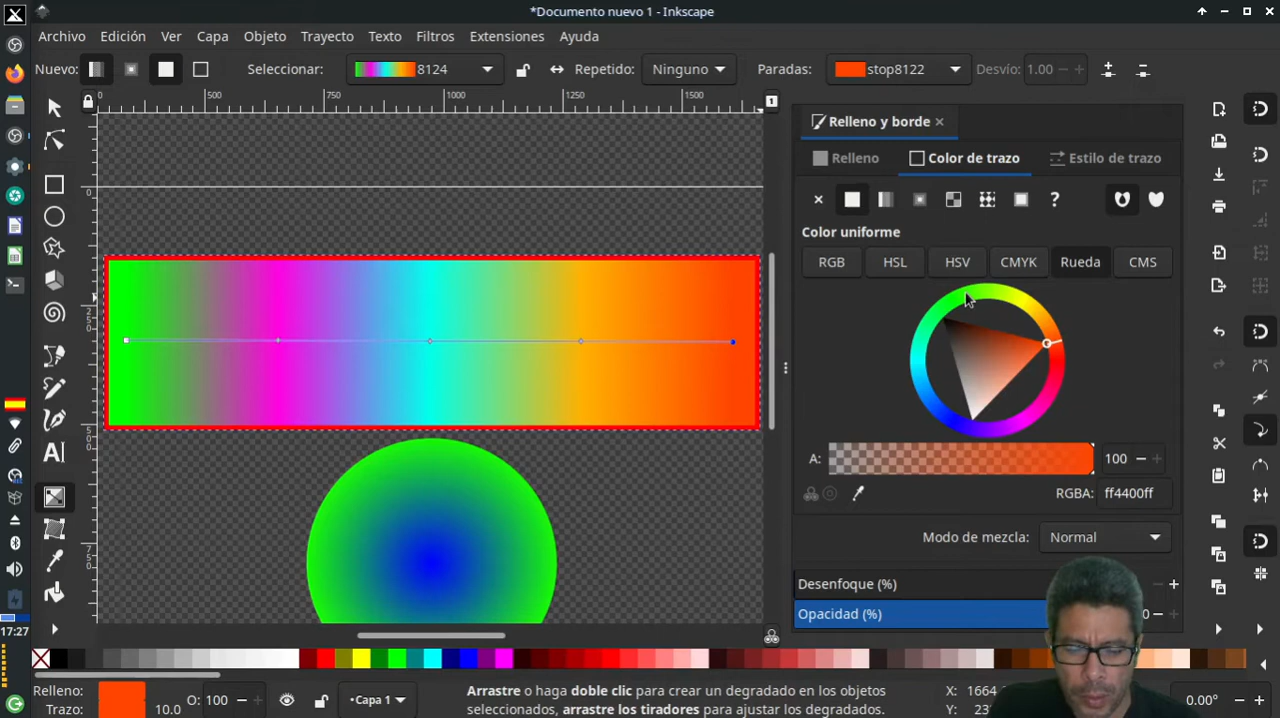 *Documento nuevo 1 - Inkscape
Archivo Edición Ver Capa Objeto Trayecto Texto Filtros Extensiones Ayuda
Nuevo: Seleccionar: 8124 Repetido: Ninguno Paradas: stop8122 Desvío: 1.00
0 500 750 1000 1250 1500 1
Relleno y borde
Relleno Color de trazo Estilo de trazo
?
Color uniforme
RGB HSL HSV CMYK Rueda CMS
A: 100
RGBA: ff4400ff
Modo de mezcla: Normal
Desenfoque (%)
Opacidad (%) 0
17:27
Relleno: O: 100 Capa 1 Arrastre o haga doble clic para crear un degradado en los objetos X: 1664 0.00°
Trazo: 10.0 seleccionados, arrastre los tiradores para ajustar los degradados. Y: 23